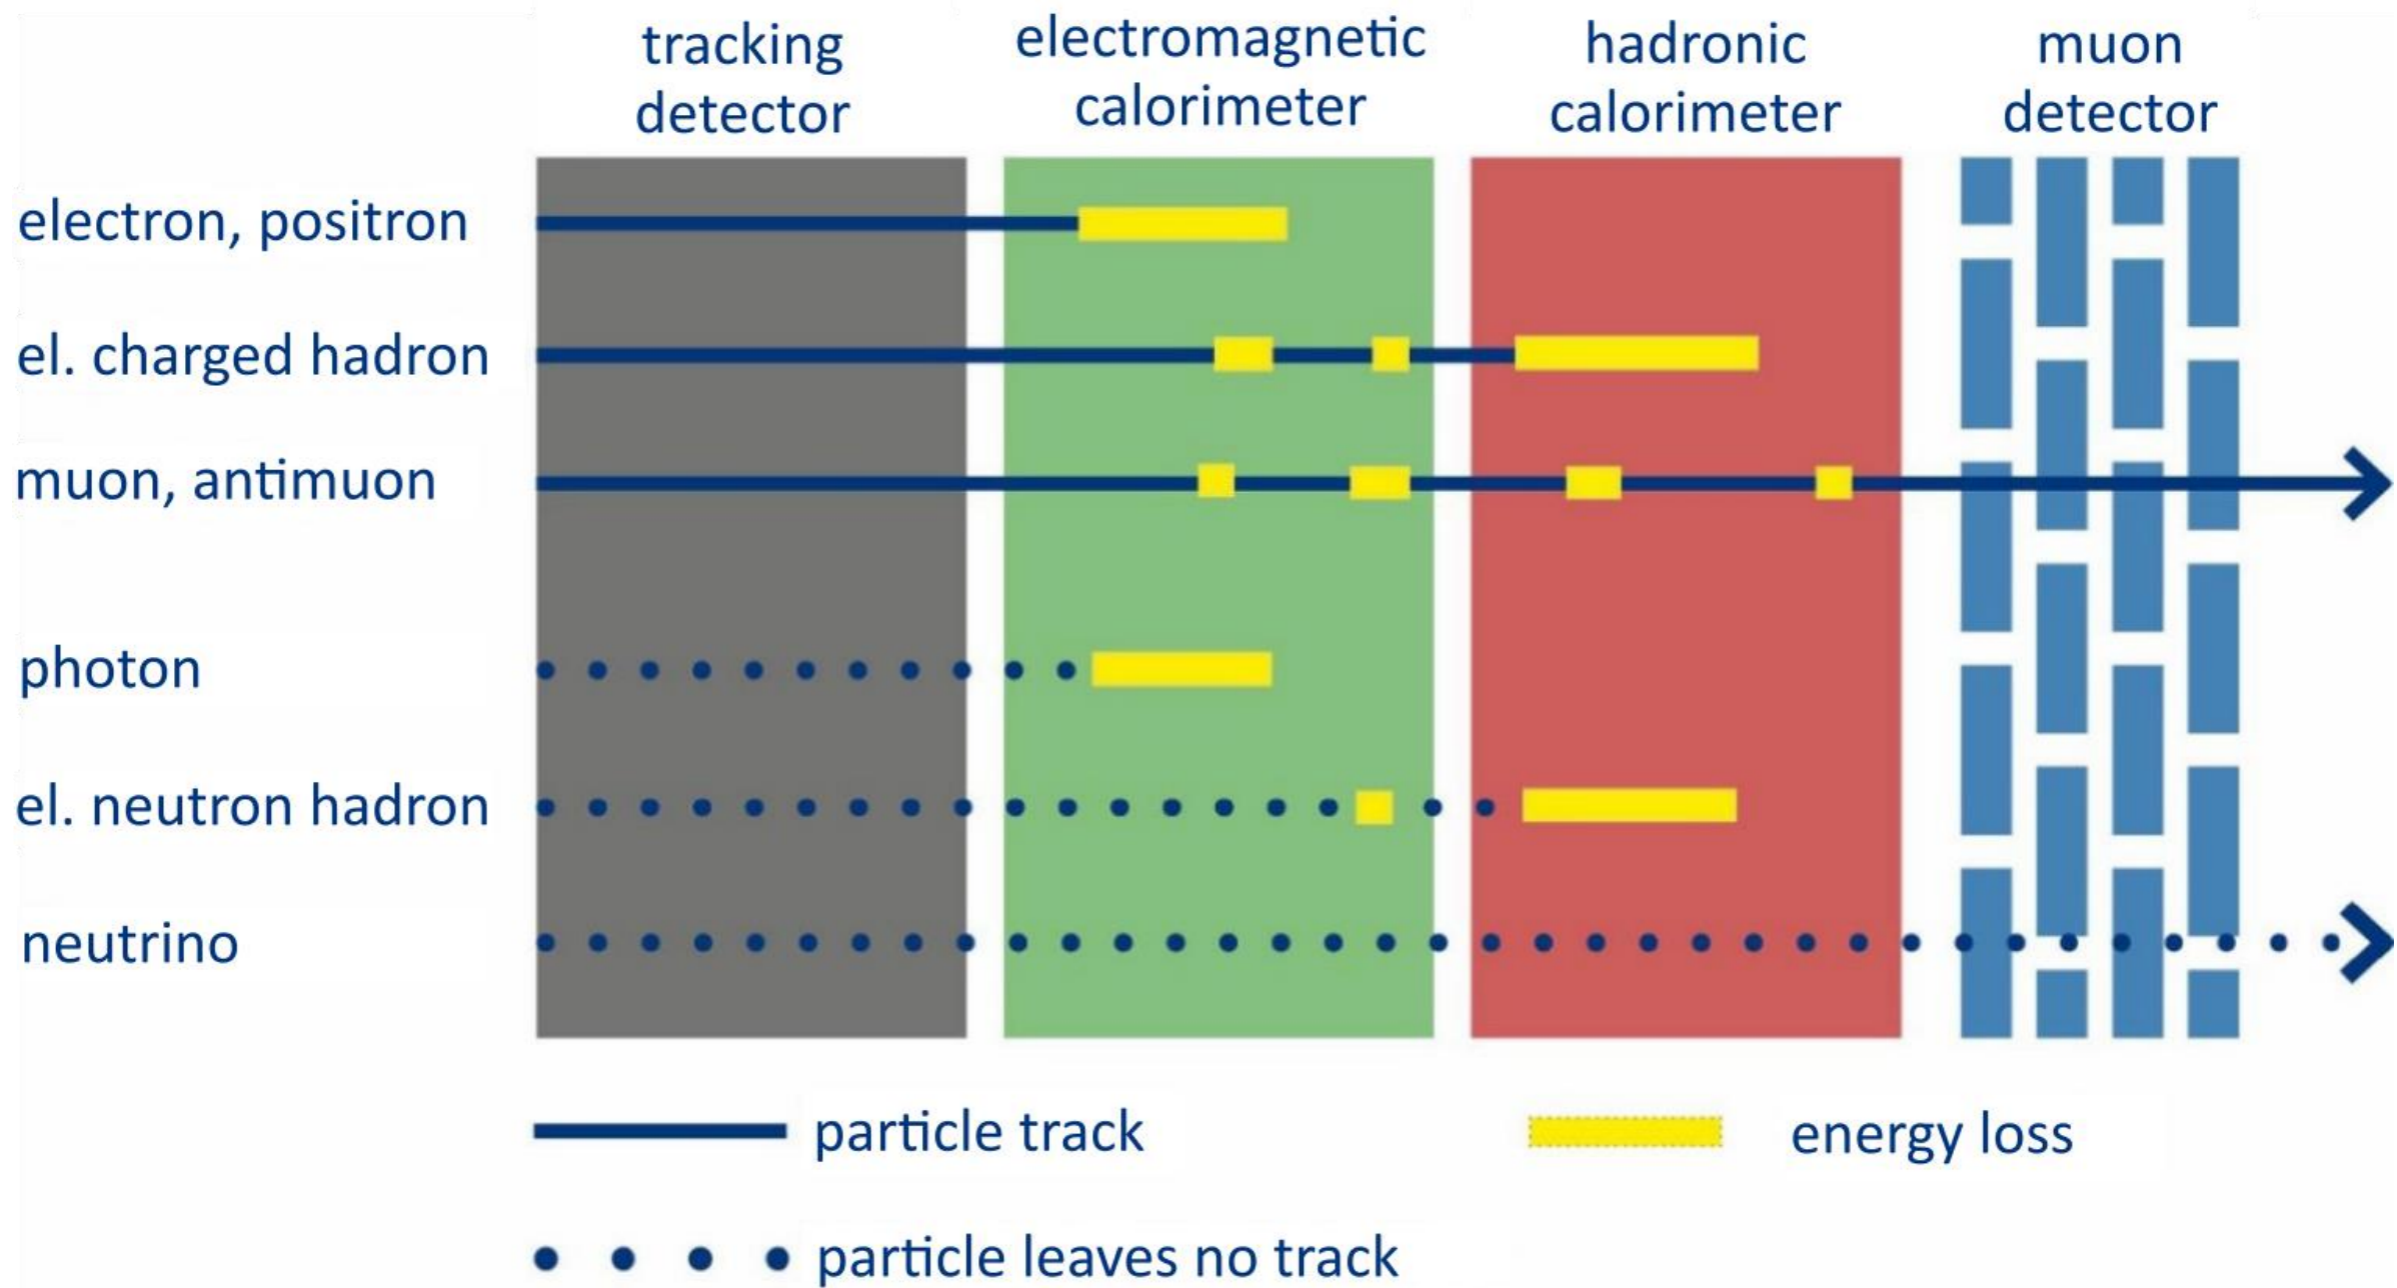 tracking
detector
electromagnetic
calorimeter
hadronic
calorimeter
muon
detector
electron, positron
el. charged hadron
muon, antimuon
photon
el. neutron hadron
neutrino
particle track
energy loss
particle leaves no track